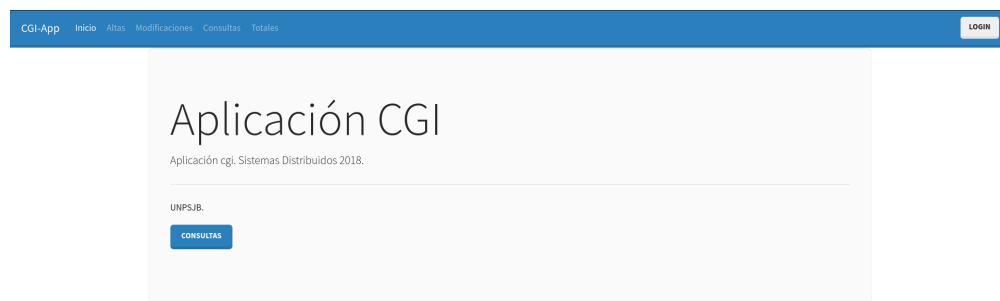 CGI-App Inicio Altas Modificaciones Consultas Totales LOGIN
Aplicación CGI
Aplicación cgi. Sistemas Distribuidos 2018.
UNPSJB.
CONSULTAS